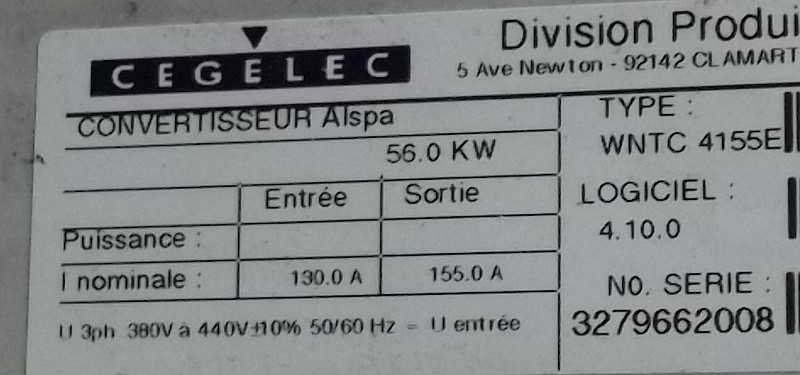 CEGELEC
Division Produi
5 Ave Newton - 92142 CLAMART
CONVERTISSEUR Alspa
56.0 KW
Entrée Sortie
Puissance :
I nominale : 130.0 A 155.0 A
U 3ph 380V à 440V±10% 50/60 Hz = U entrée
TYPE :
WNTC 4155E
LOGICIEL :
4.10.0
N0. SERIE :
3279662008